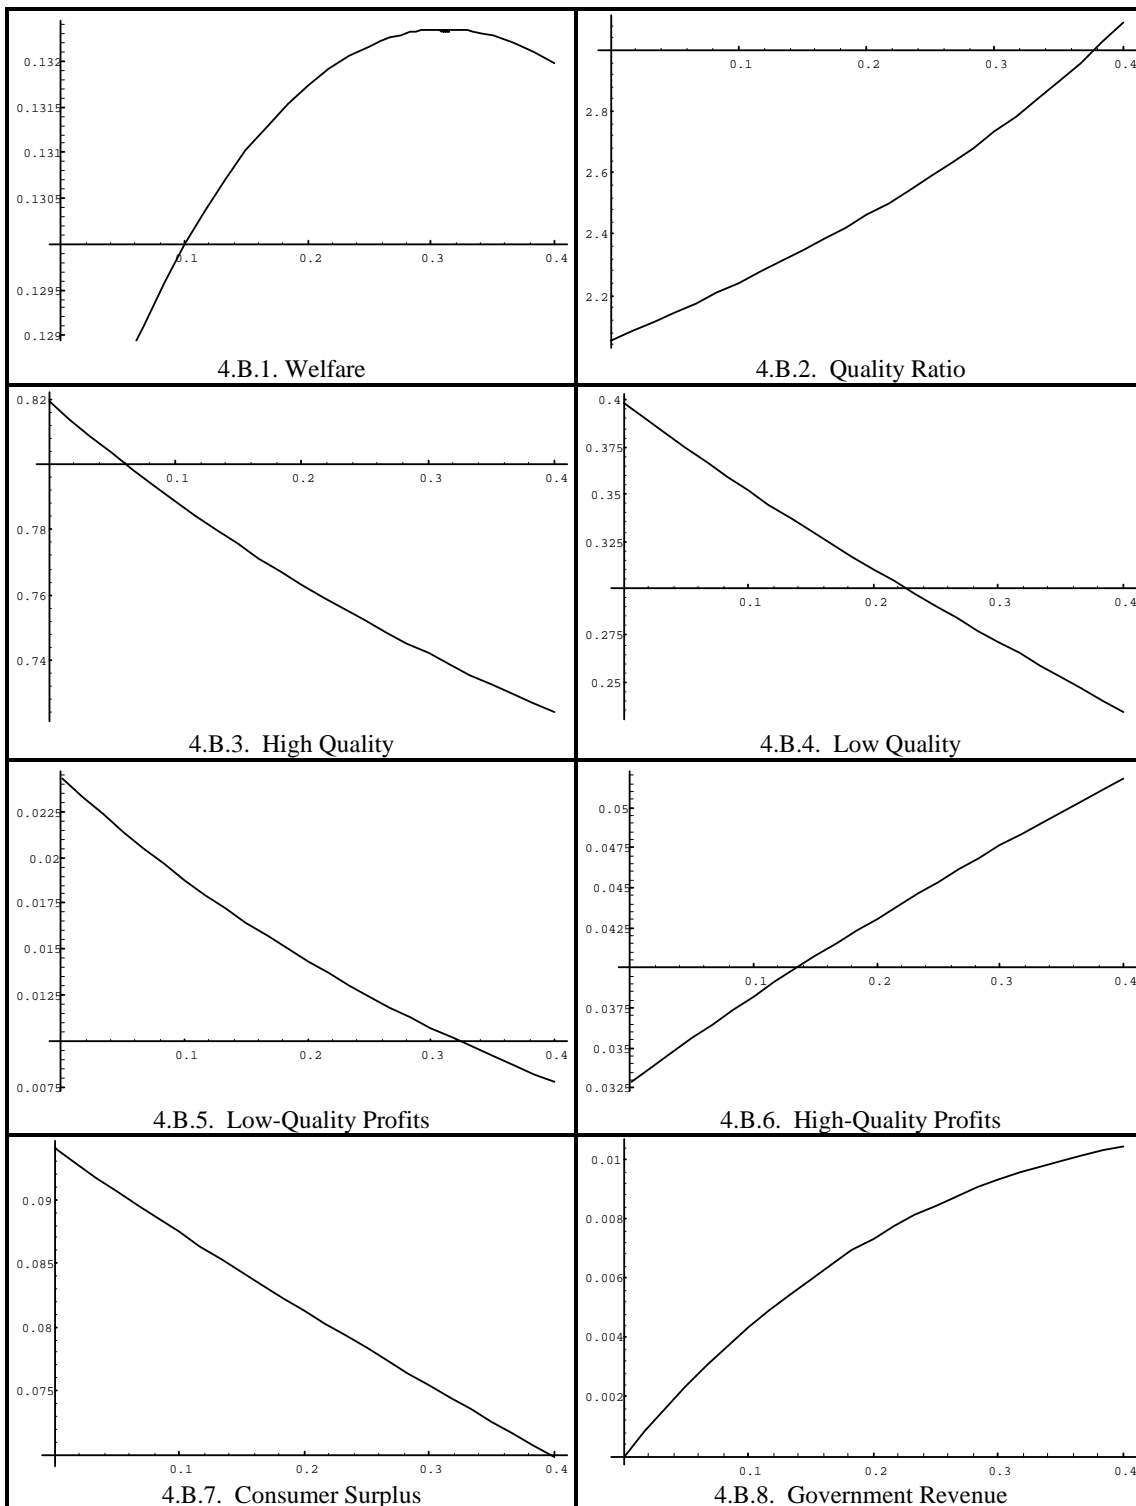 0.132
0.1315
0.131
0.1305
0.1 0.2 0.3 0.4
0.1295
0.129
4.B.1. Welfare
0.1 0.2 0.3 0.4
2.8
2.6
2.4
2.2
4.B.2. Quality Ratio
0.82
0.1 0.2 0.3 0.4
0.78
0.76
0.74
4.B.3. High Quality
0.4
0.375
0.35
0.325
0.1 0.2 0.3 0.4
0.275
0.25
4.B.4. Low Quality
0.0225
0.02
0.0175
0.015
0.0125
0.1 0.2 0.3 0.4
0.0075
4.B.5. Low-Quality Profits
0.05
0.0475
0.045
0.0425
0.1 0.2 0.3 0.4
0.0375
0.035
0.0325
4.B.6. High-Quality Profits
0.09
0.085
0.08
0.075
0.1 0.2 0.3 0.4
4.B.7. Consumer Surplus
0.01
0.008
0.006
0.004
0.002
0.1 0.2 0.3 0.4
4.B.8. Government Revenue